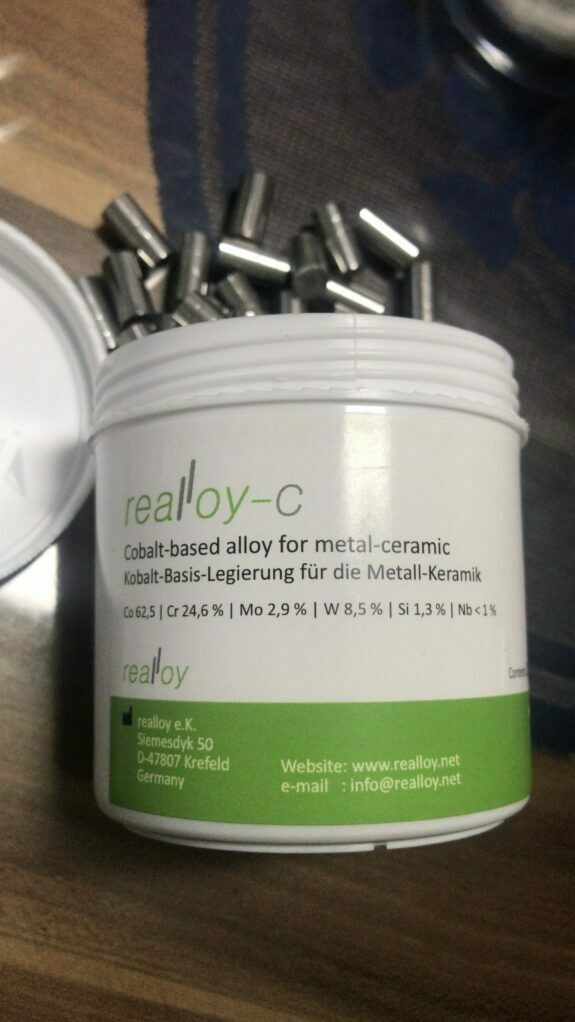 realloy-c
Cobalt-based alloy for metal-ceramic
Kobalt-Basis-Legierung für die Metall-Keramik
Co 62,5 | Cr 24,6 % | Mo 2,9 % | W 8,5 % | Si 1,3 % | Nb < 1 %
realloy
realloy e.K.
Siemesdyk 50
D-47807 Krefeld
Germany
Website: www.realloy.net
e-mail : info@realloy.net